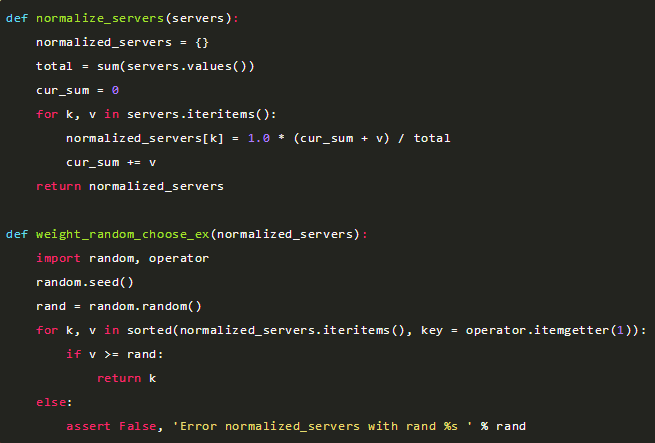 def normalize_servers(servers):
    normalized_servers = {}
    total = sum(servers.values())
    cur_sum = 0
    for k, v in servers.iteritems():
        normalized_servers[k] = 1.0 * (cur_sum + v) / total
        cur_sum += v
    return normalized_servers

def weight_random_choose_ex(normalized_servers):
    import random, operator
    random.seed()
    rand = random.random()
    for k, v in sorted(normalized_servers.iteritems(), key = operator.itemgetter(1)):
        if v >= rand:
            return k
    else:
        assert False, 'Error normalized_servers with rand %s ' % rand